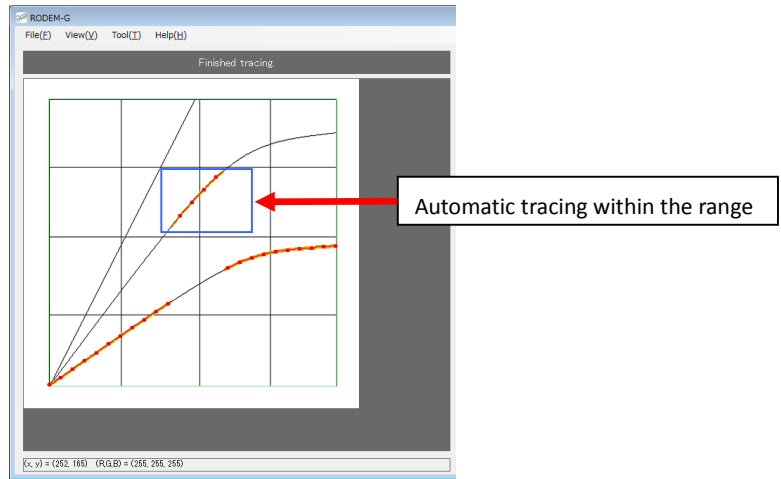 RODEM-G
File(F) View(V) Tool(T) Help(H)
Finished tracing.
Automatic tracing within the range
(x, y) = (252, 165) (R,G,B) = (255, 255, 255)